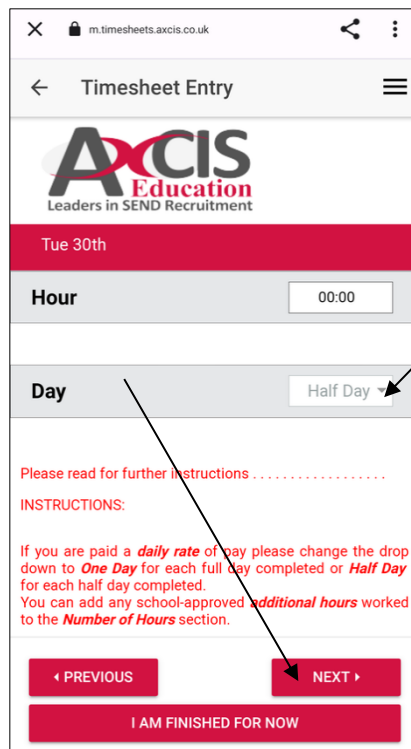 m.timesheets.axcis.co.uk
Timesheet Entry
AXCIS
Education
Leaders in SEND Recruitment
Tue 30th
Hour 00:00
Day Half Day
Please read for further instructions . . . . . . . . . . . . . . . . . .
INSTRUCTIONS:
If you are paid a daily rate of pay please change the drop
down to One Day for each full day completed or Half Day
for each half day completed.
You can add any school-approved additional hours worked
to the Number of Hours section.
PREVIOUS NEXT
I AM FINISHED FOR NOW